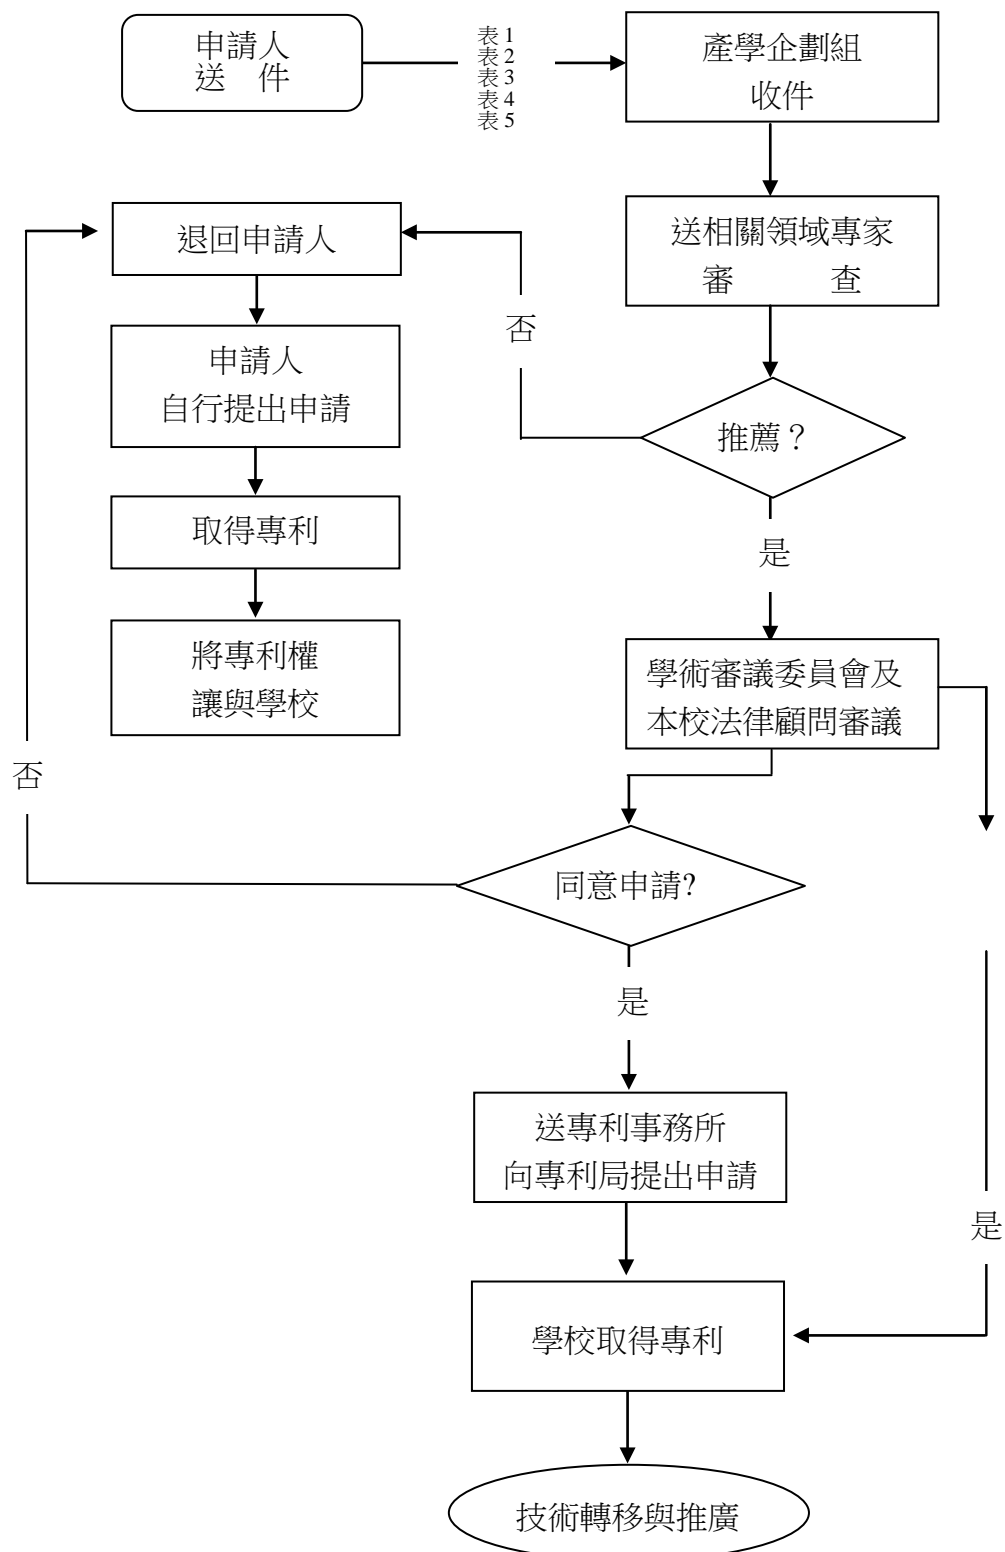 申請人
送 件
表 1
表 2
表 3
表 4
表 5
產學企劃組
收件
退回申請人
送相關領域專家
審 查
否
申請人
自行提出申請
推薦？
取得專利
是
將專利權
讓與學校
學術審議委員會及
本校法律顧問審議
否
同意申請?
是
送專利事務所
向專利局提出申請
是
學校取得專利
技術轉移與推廣